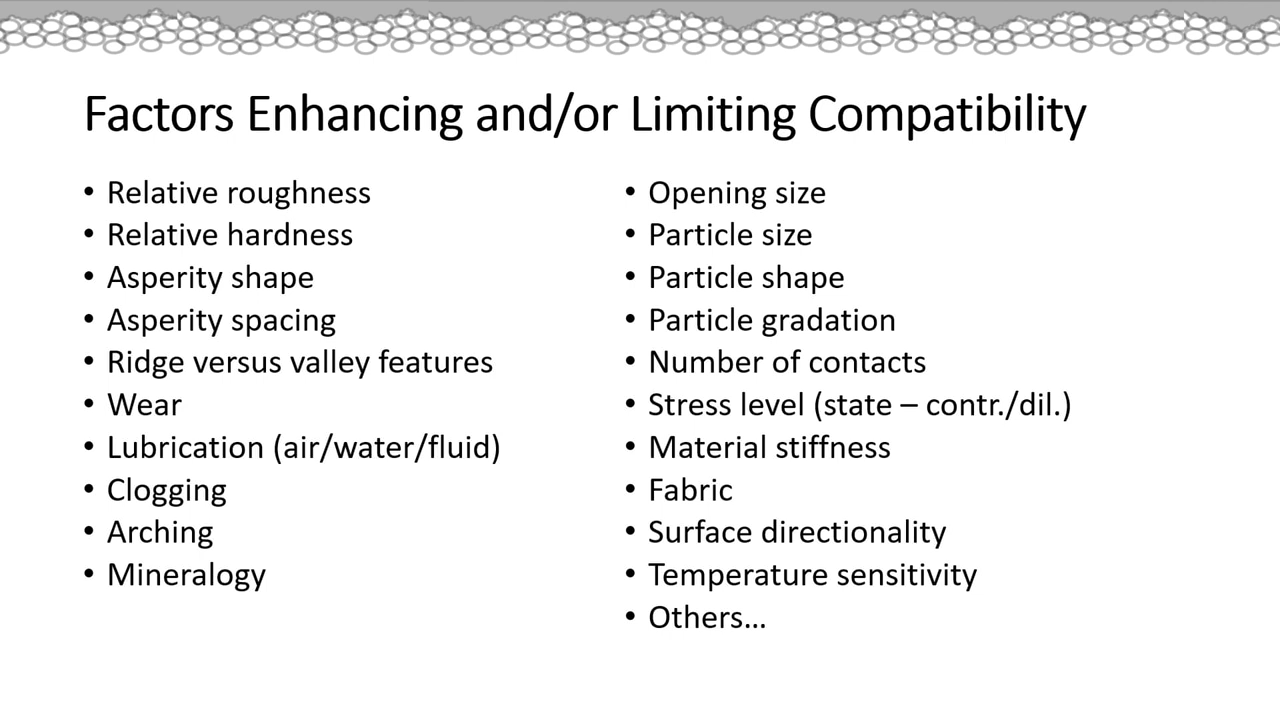 Factors Enhancing and/or Limiting Compatibility
• Relative roughness
• Relative hardness
• Asperity shape
• Asperity spacing
• Ridge versus valley features
• Wear
• Lubrication (air/water/fluid)
• Clogging
• Arching
• Mineralogy
• Opening size
• Particle size
• Particle shape
• Particle gradation
• Number of contacts
• Stress level (state – contr./dil.)
• Material stiffness
• Fabric
• Surface directionality
• Temperature sensitivity
• Others…